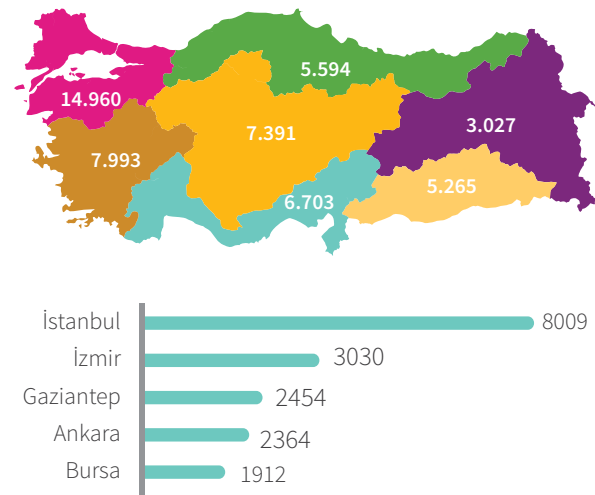 5.594
14.960
3.027
7.391
7.993
5.265
6.703
İstanbul 8009
İzmir 3030
Gaziantep 2454
Ankara 2364
Bursa 1912